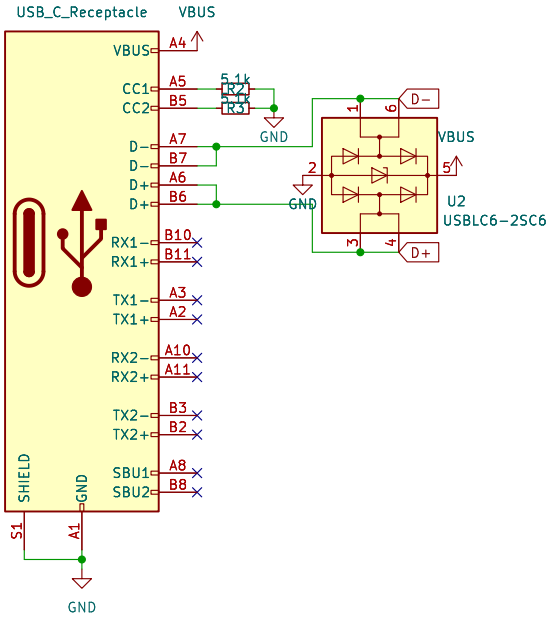 USB_C_Receptacle
VBUS
VBUS
A4
CC1
A5
5.1k
R2
CC2
B5
5.1k
R3
GND
D-
A7
D-
B7
D+
A6
D+
B6
1
6
D-
2
GND
VBUS
5
U2
USBLC6-2SC6
3
4
D+
RX1-
B10
RX1+
B11
TX1-
A3
TX1+
A2
RX2-
A10
RX2+
A11
TX2-
B3
TX2+
B2
SBU1
A8
SBU2
B8
SHIELD
GND
S1
A1
GND